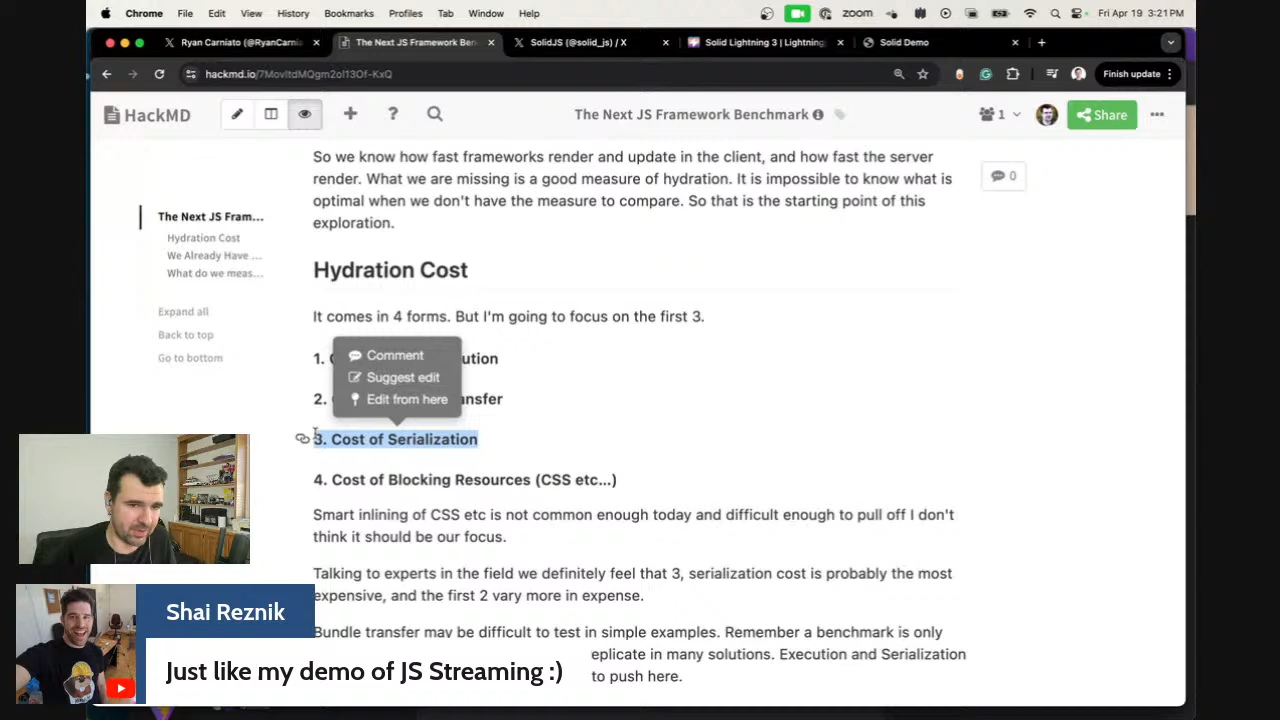 Chrome File Edit View History Bookmarks Profiles Tab Window Help zoom Fri Apr 19 3:21 PM
Ryan Carniato (@RyanCarnia
The Next JS Framework Ben
SolidJS (@solid_js) / X
Solid Lightning 3 | Lightning
Solid Demo
hackmd.io/7MovItdMQgm2oI13Of-KxQ
Finish update
HackMD
The Next JS Framework Benchmark
1
Share
0
The Next JS Fram...
Hydration Cost
We Already Have ...
What do we meas...
Expand all
Back to top
Go to bottom
So we know how fast frameworks render and update in the client, and how fast the server
render. What we are missing is a good measure of hydration. It is impossible to know what is
optimal when we don't have the measure to compare. So that is the starting point of this
exploration.
Hydration Cost
It comes in 4 forms. But I'm going to focus on the first 3.
1. ution
2. ansfer
Comment
Suggest edit
Edit from here
3. Cost of Serialization
4. Cost of Blocking Resources (CSS etc...)
Smart inlining of CSS etc is not common enough today and difficult enough to pull off I don't
think it should be our focus.
Talking to experts in the field we definitely feel that 3, serialization cost is probably the most
expensive, and the first 2 vary more in expense.
Bundle transfer may be difficult to test in simple examples. Remember a benchmark is only
eplicate in many solutions. Execution and Serialization
to push here.
Shai Reznik
Just like my demo of JS Streaming :)